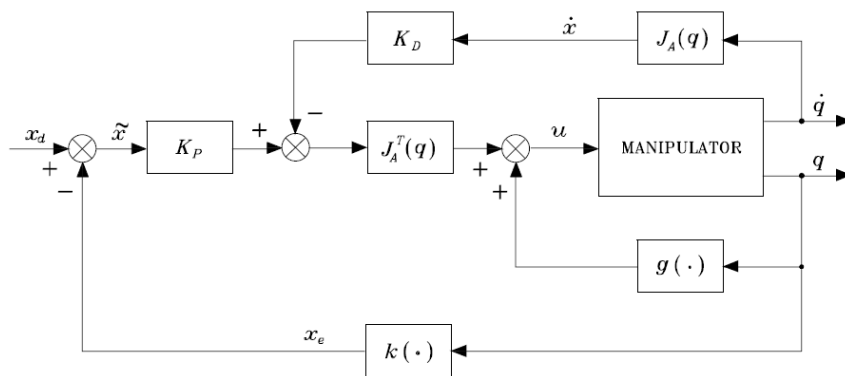 K_D
ẋ
J_A(q)
q̇
−
x_d
x̃
K_P
+
J_A^T(q)
u
MANIPULATOR
+
+
q
−
+
+
g(·)
x_e
k(·)